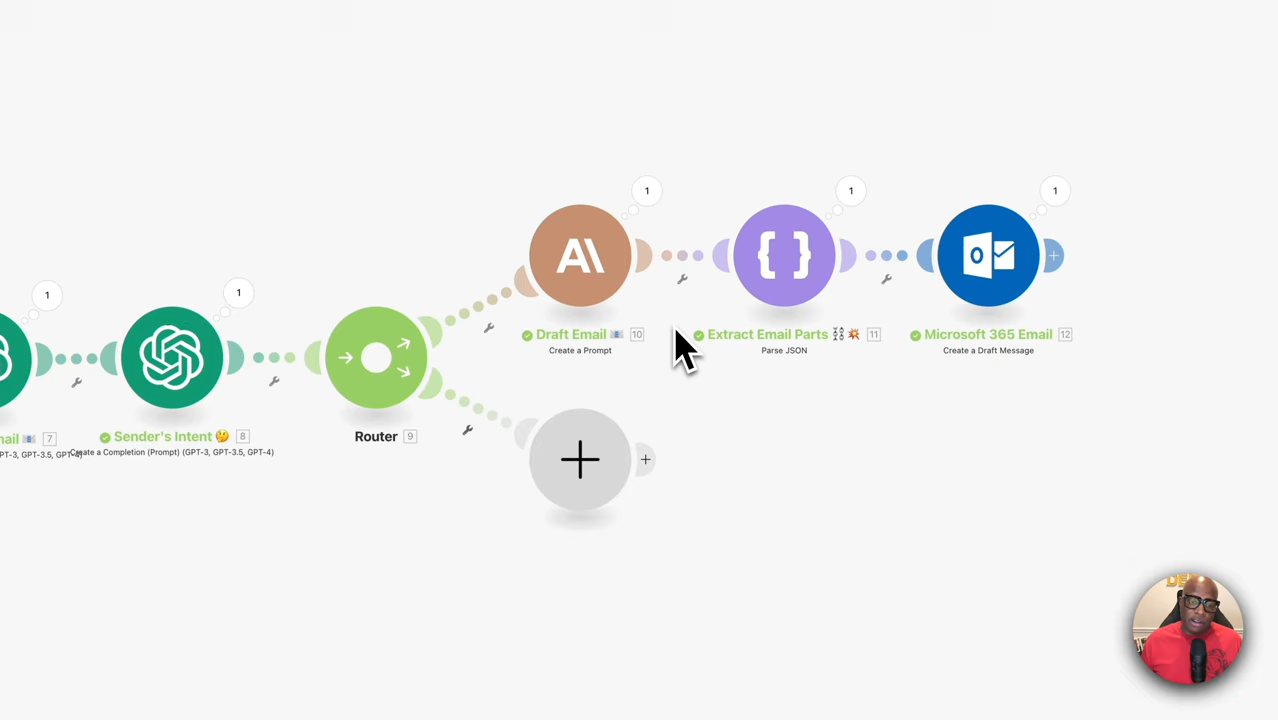 1
1
1
AI
{ }
O
Draft Email 📧 10
Create a Prompt
Extract Email Parts ⛓️💥 11
Parse JSON
Microsoft 365 Email 12
Create a Draft Message
1
1
Sender's Intent 🤔 8
Create a Completion (Prompt) (GPT-3, GPT-3.5, GPT-4)
Router 9
7